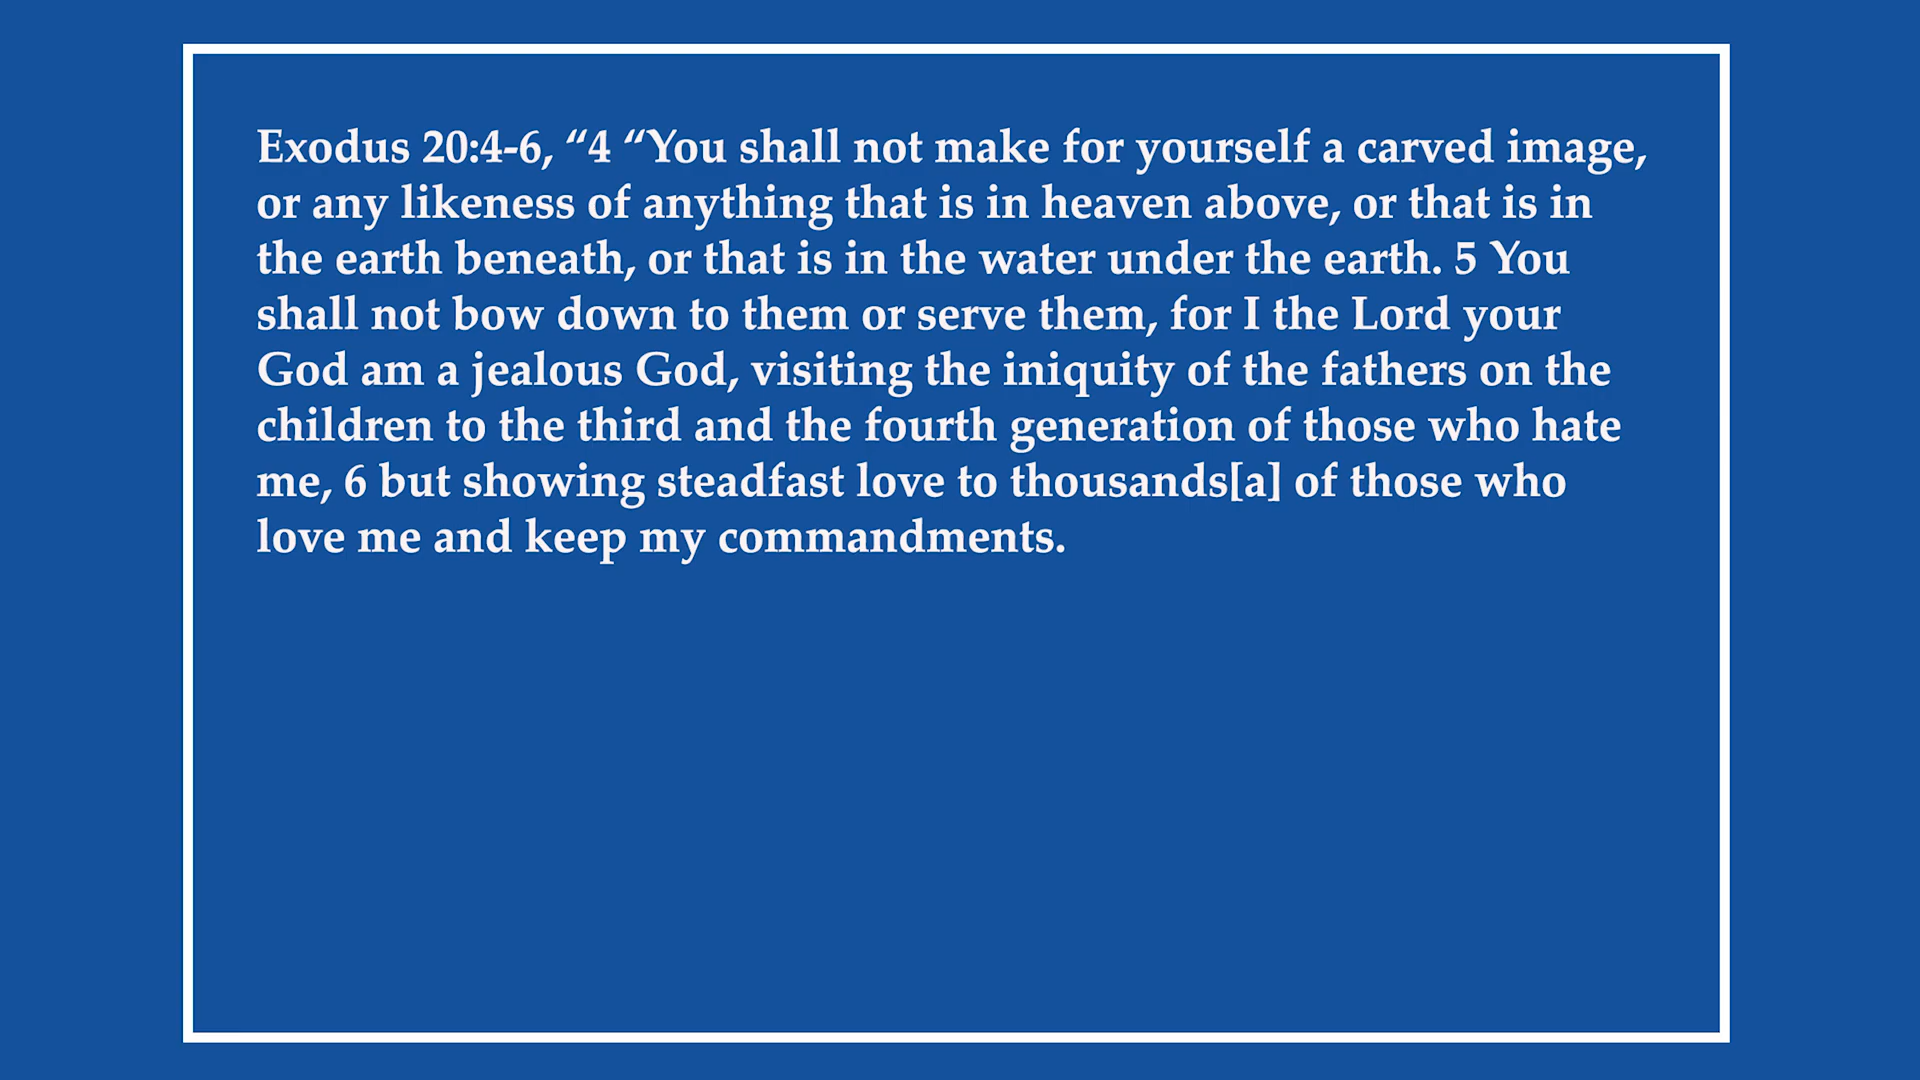 Exodus 20:4-6, “4 “You shall not make for yourself a carved image,
or any likeness of anything that is in heaven above, or that is in
the earth beneath, or that is in the water under the earth. 5 You
shall not bow down to them or serve them, for I the Lord your
God am a jealous God, visiting the iniquity of the fathers on the
children to the third and the fourth generation of those who hate
me, 6 but showing steadfast love to thousands[a] of those who
love me and keep my commandments.